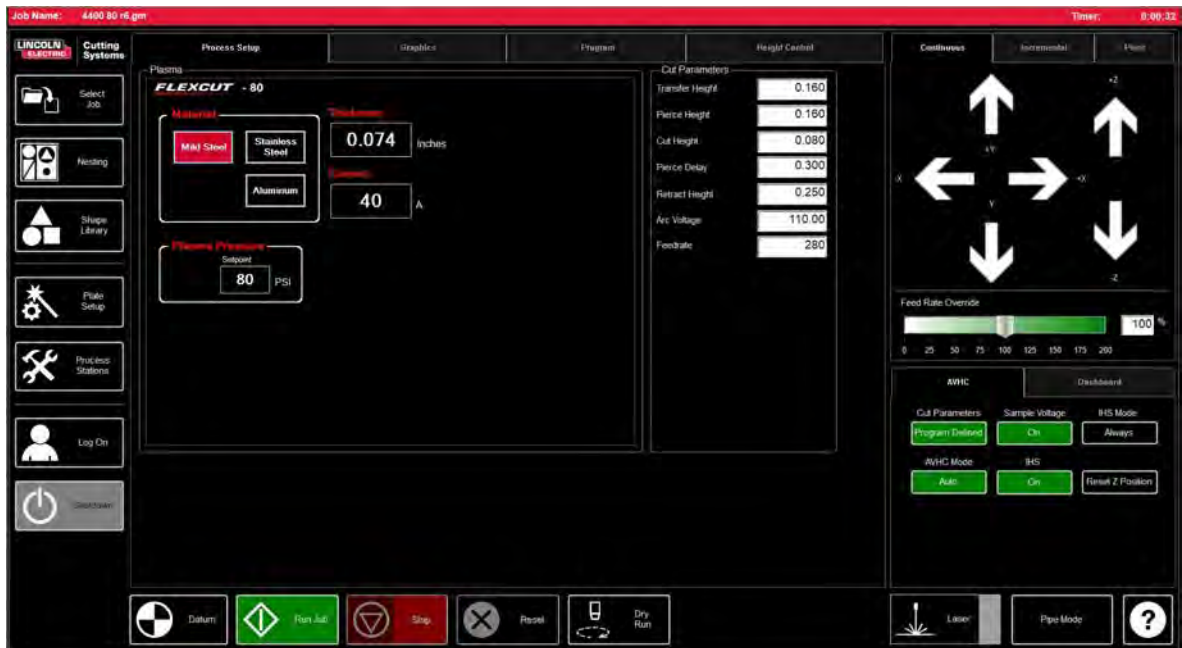 Job Name: 4400 80 r6.gm
Timer: 0:00:32
LINCOLN ELECTRIC
Cutting Systems
Process Setup
Graphics
Program
Height Control
Continuous
Incremental
Point
Select Job
Nesting
Shape Library
Plate Setup
Process Stations
Log On
Shutdown
Plasma
FLEXCUT - 80
Material
Mild Steel
Stainless Steel
Aluminum
Thickness
0.074 inches
Current
40 A
Plasma Pressure
Setpoint
80 PSI
Cut Parameters
Transfer Height 0.160
Pierce Height 0.160
Cut Height 0.080
Pierce Delay 0.300
Retract Height 0.250
Arc Voltage 110.00
Feedrate 280
+Y
-X
+X
Y
+Z
-Z
Feed Rate Override
100 %
0 25 50 75 100 125 150 175 200
AVHC
Dashboard
Cut Parameters
Sample Voltage
IHS Mode
Program Defined
On
Always
AVHC Mode
IHS
Auto
On
Reset Z Position
Datum
Run Job
Stop
Reset
Dry Run
Laser
Pipe Mode
?